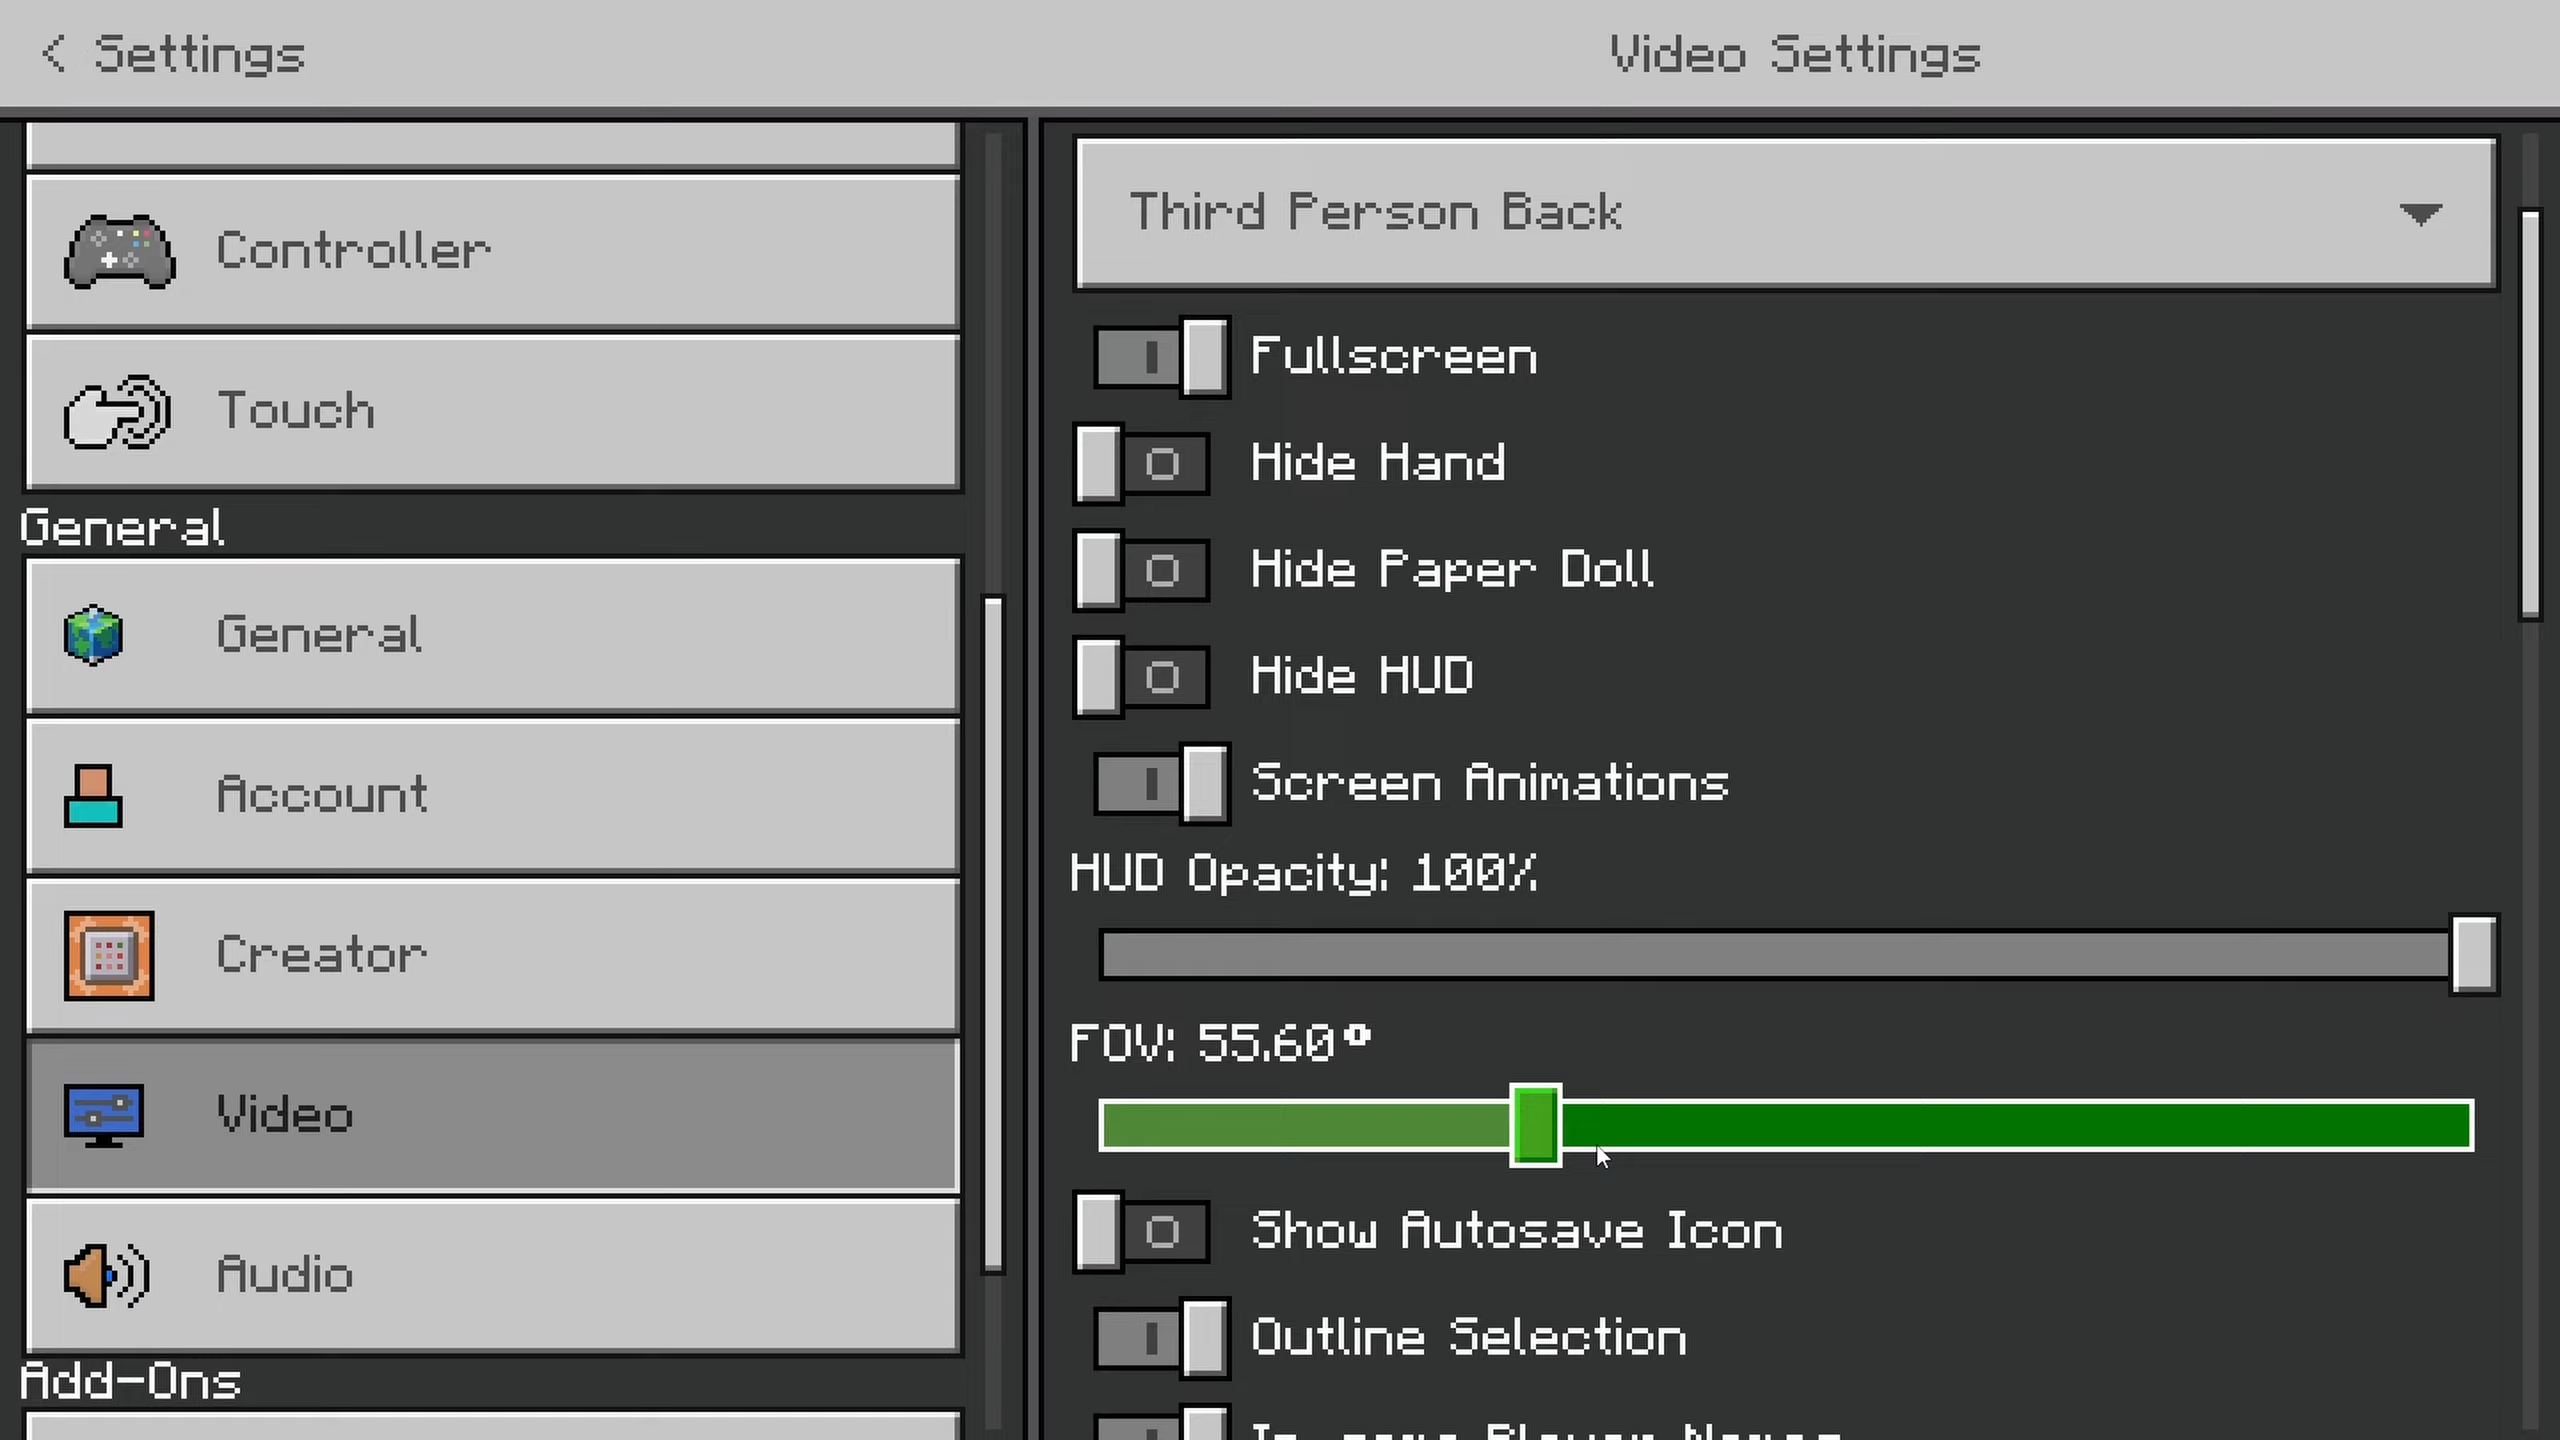 Settings
Video Settings
Controller
Touch
General
General
Account
Creator
Video
Audio
Add-Ons
Third Person Back
Fullscreen
Hide Hand
Hide Paper Doll
Hide HUD
Screen Animations
HUD Opacity: 100%
FOV: 55.60°
Show Autosave Icon
Outline Selection